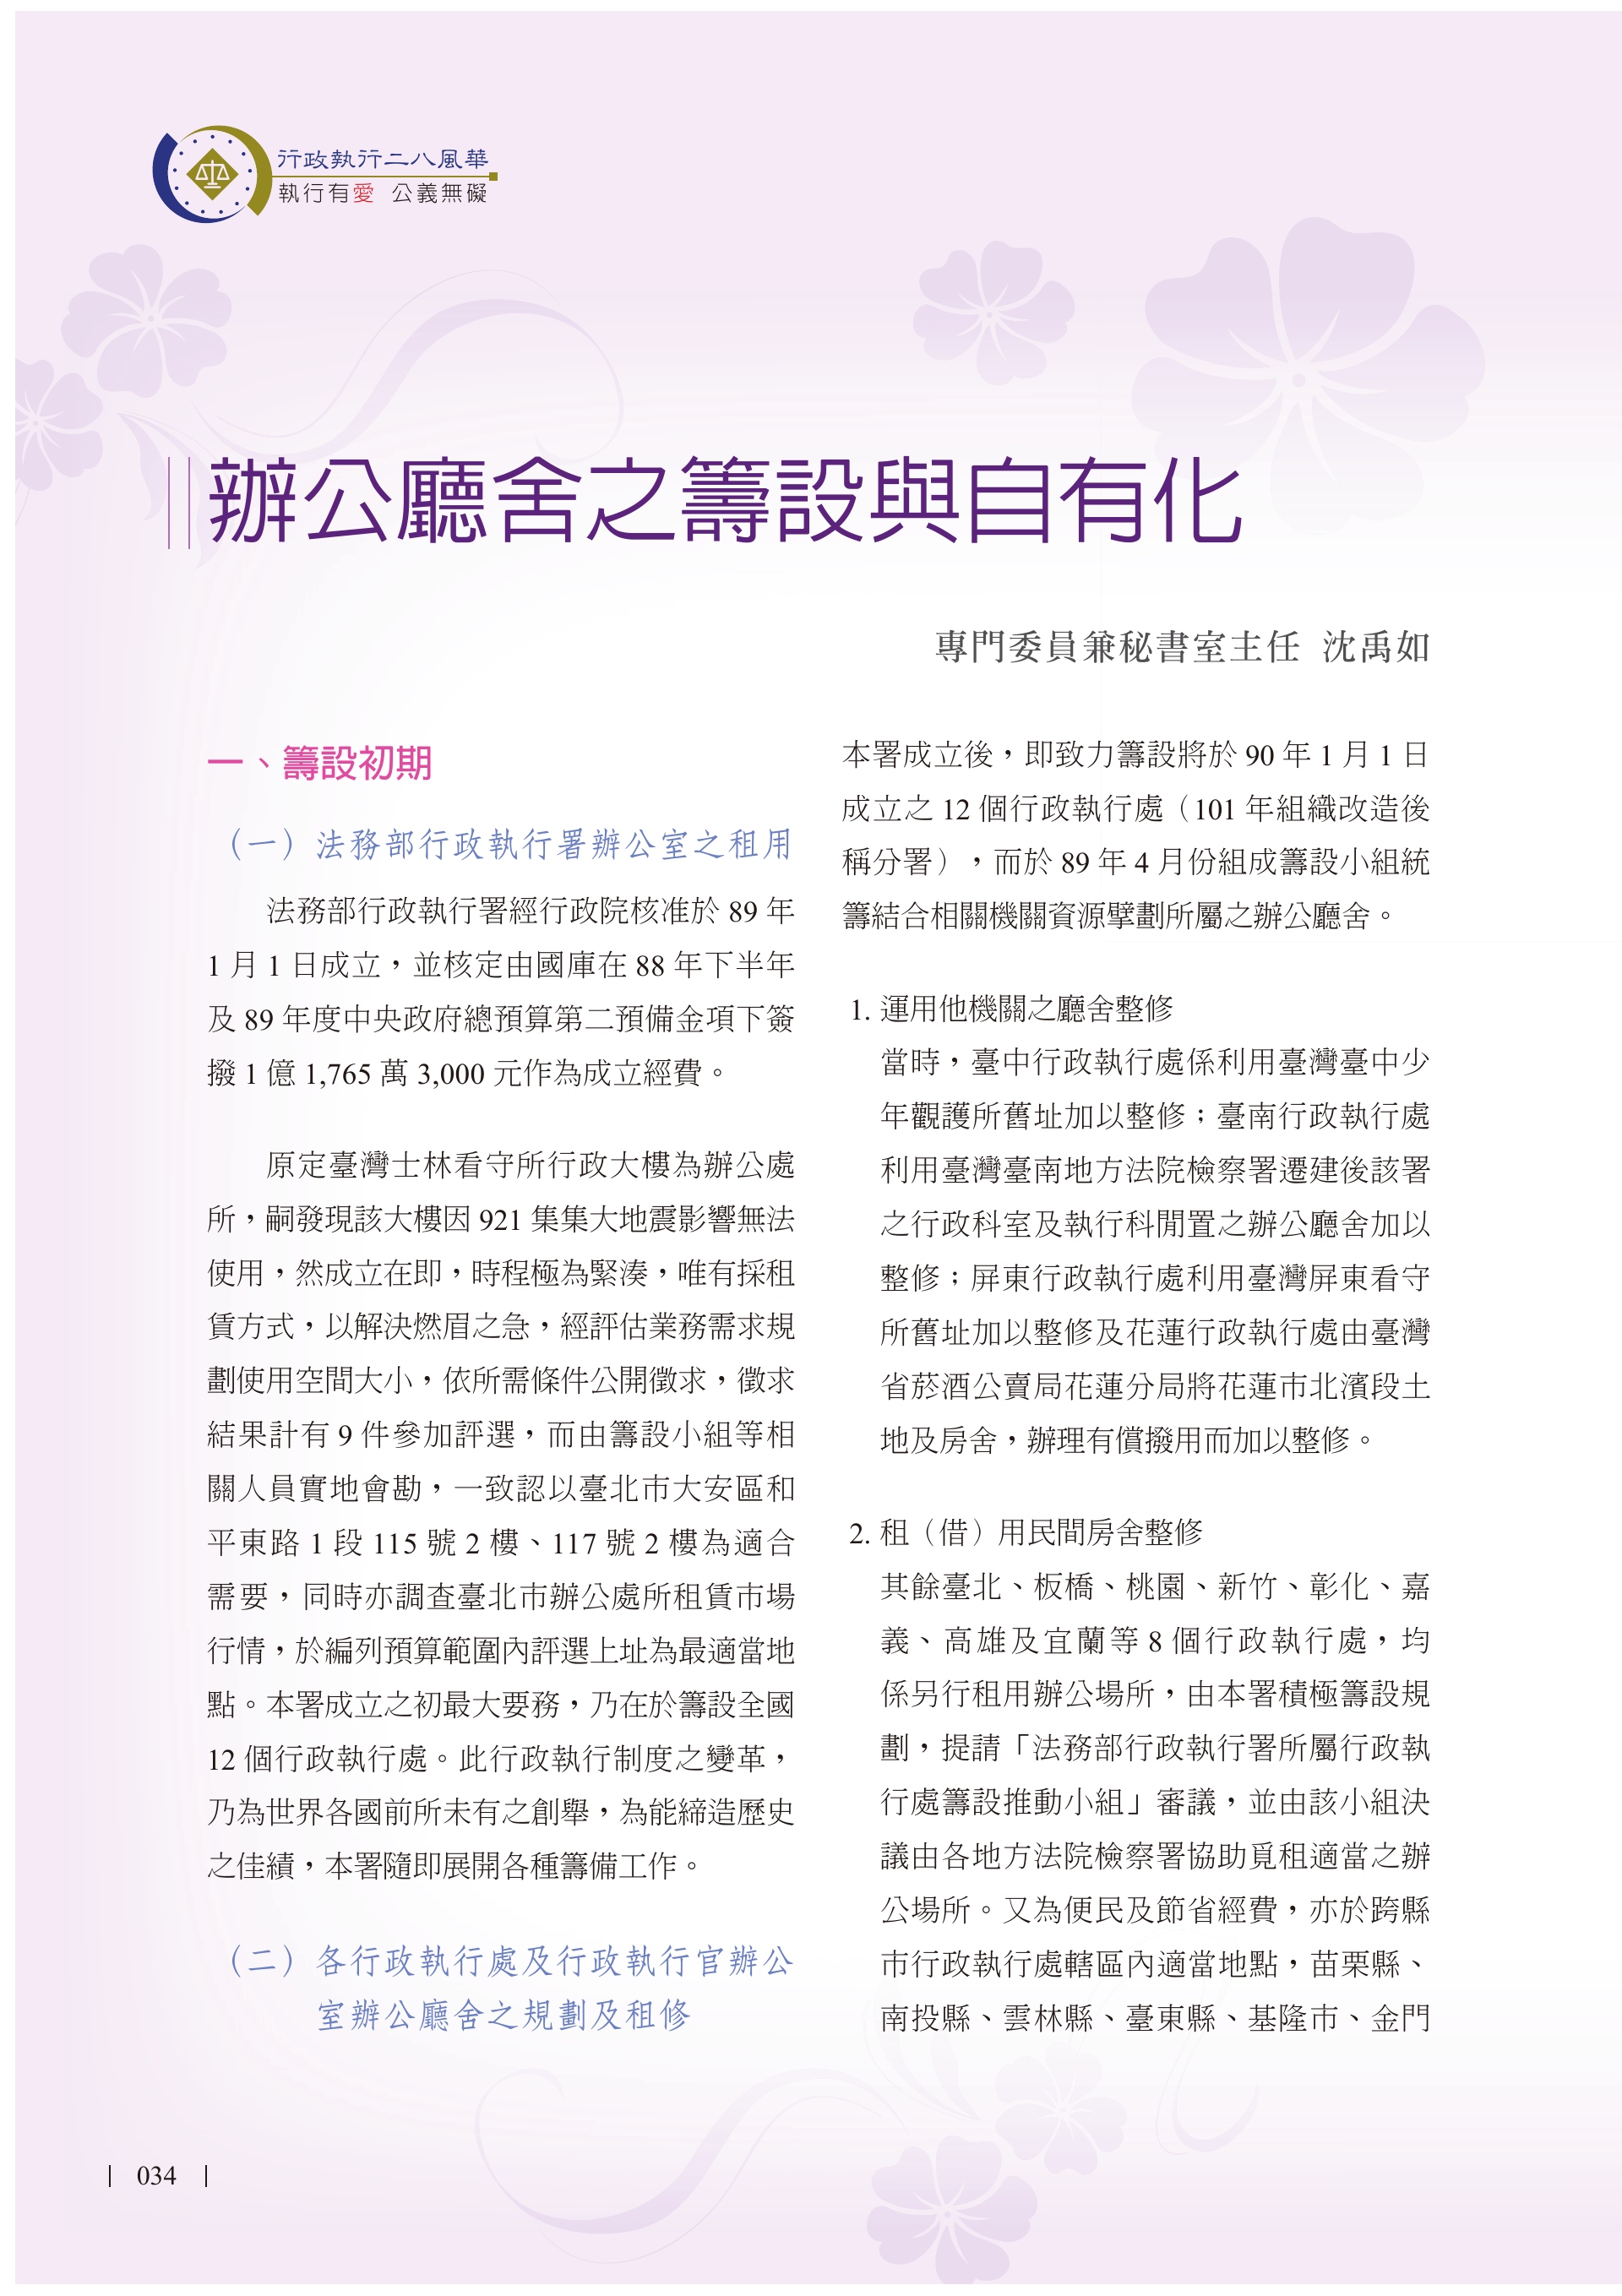 行政執行二八風華
執行有愛 公義無礙
辦公廳舍之籌設與自有化
專門委員兼秘書室主任 沈禹如
一、籌設初期
（一）法務部行政執行署辦公室之租用
法務部行政執行署經行政院核准於 89 年
1 月 1 日成立，並核定由國庫在 88 年下半年
及 89 年度中央政府總預算第二預備金項下簽
撥 1 億 1,765 萬 3,000 元作為成立經費。
原定臺灣士林看守所行政大樓為辦公處
所，嗣發現該大樓因 921 集集大地震影響無法
使用，然成立在即，時程極為緊湊，唯有採租
賃方式，以解決燃眉之急，經評估業務需求規
劃使用空間大小，依所需條件公開徵求，徵求
結果計有 9 件參加評選，而由籌設小組等相
關人員實地會勘，一致認以臺北市大安區和
平東路 1 段 115 號 2 樓、117 號 2 樓為適合
需要，同時亦調查臺北市辦公處所租賃市場
行情，於編列預算範圍內評選上址為最適當地
點。本署成立之初最大要務，乃在於籌設全國
12 個行政執行處。此行政執行制度之變革，
乃為世界各國前所未有之創舉，為能締造歷史
之佳績，本署隨即展開各種籌備工作。
（二）各行政執行處及行政執行官辦公
室辦公廳舍之規劃及租修
本署成立後，即致力籌設將於 90 年 1 月 1 日
成立之 12 個行政執行處（101 年組織改造後
稱分署），而於 89 年 4 月份組成籌設小組統
籌結合相關機關資源擘劃所屬之辦公廳舍。
1. 運用他機關之廳舍整修
當時，臺中行政執行處係利用臺灣臺中少
年觀護所舊址加以整修；臺南行政執行處
利用臺灣臺南地方法院檢察署遷建後該署
之行政科室及執行科閒置之辦公廳舍加以
整修；屏東行政執行處利用臺灣屏東看守
所舊址加以整修及花蓮行政執行處由臺灣
省菸酒公賣局花蓮分局將花蓮市北濱段土
地及房舍，辦理有償撥用而加以整修。
2. 租（借）用民間房舍整修
其餘臺北、板橋、桃園、新竹、彰化、嘉
義、高雄及宜蘭等 8 個行政執行處，均
係另行租用辦公場所，由本署積極籌設規
劃，提請「法務部行政執行署所屬行政執
行處籌設推動小組」審議，並由該小組決
議由各地方法院檢察署協助覓租適當之辦
公場所。又為便民及節省經費，亦於跨縣
市行政執行處轄區內適當地點，苗栗縣、
南投縣、雲林縣、臺東縣、基隆市、金門
034